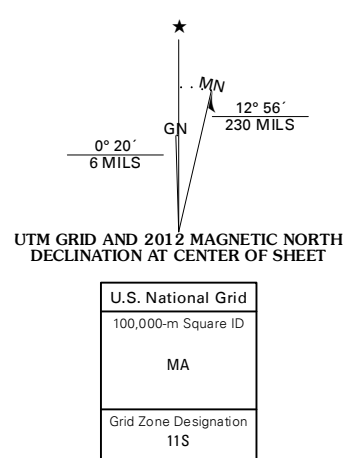 ★
MN
GN
12° 56´
230 MILS
0° 20´
6 MILS
UTM GRID AND 2012 MAGNETIC NORTH
DECLINATION AT CENTER OF SHEET
U.S. National Grid
100,000-m Square ID
MA
Grid Zone Designation
11S